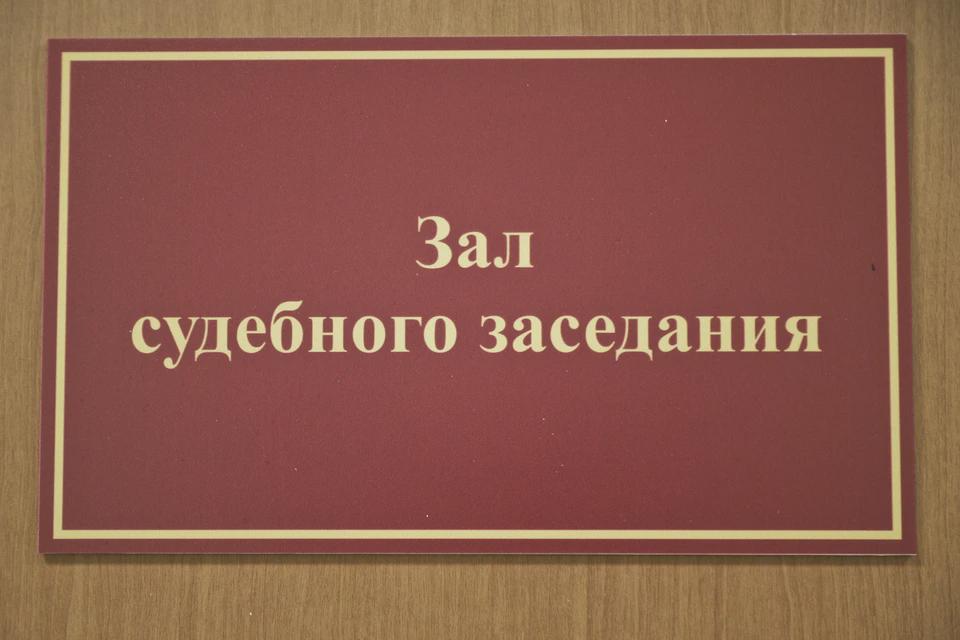 Зал
судебного заседания